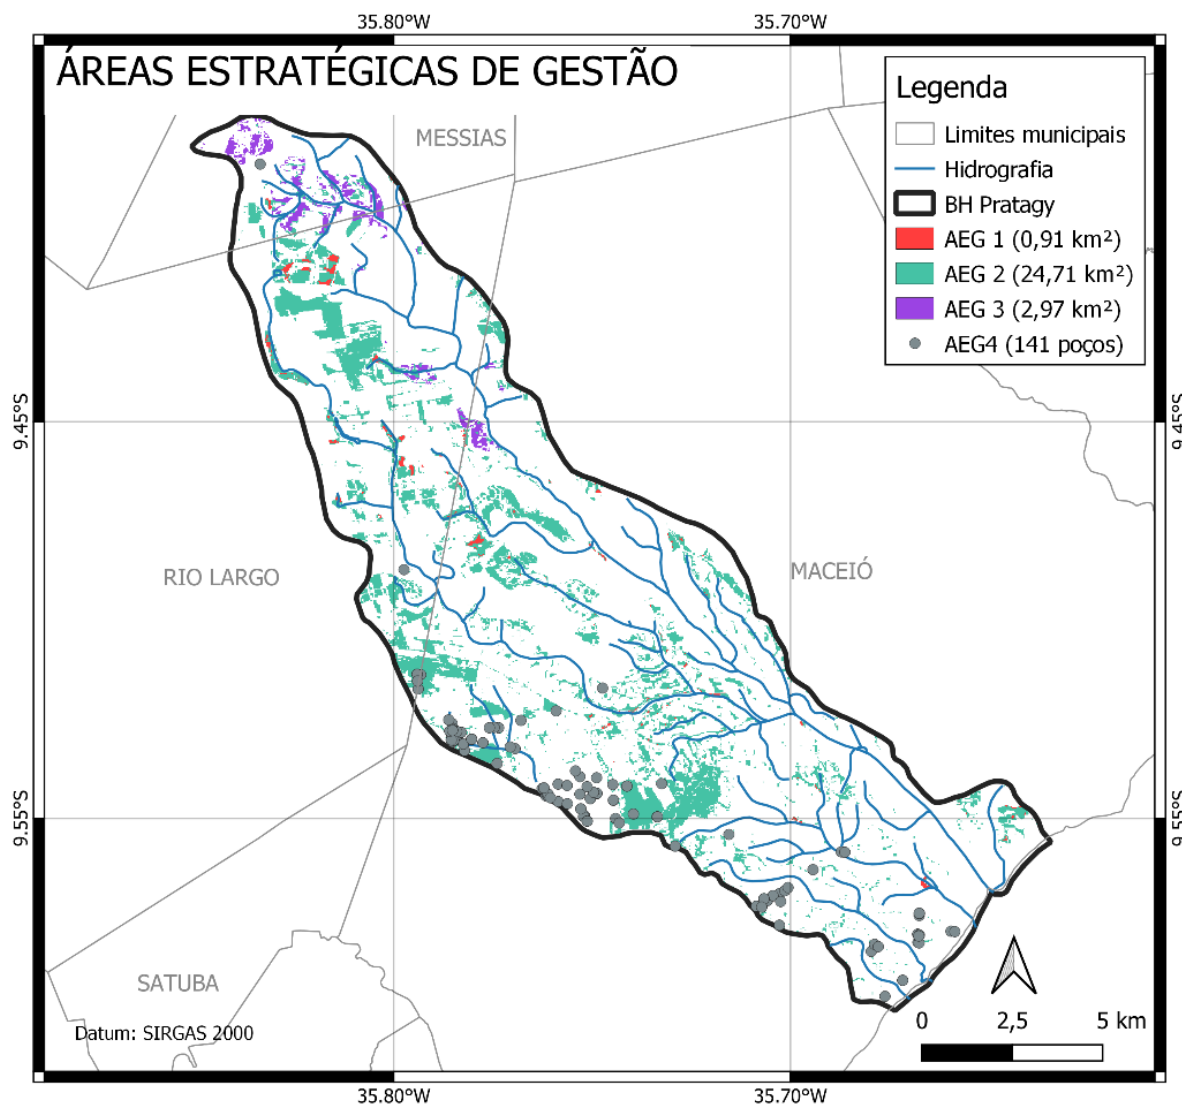 35.80°W
35.70°W
ÁREAS ESTRATÉGICAS DE GESTÃO
Legenda
Limites municipais
Hidrografia
BH Pratagy
AEG 1 (0,91 km²)
AEG 2 (24,71 km²)
AEG 3 (2,97 km²)
AEG4 (141 poços)
MESSIAS
9.45°S
9.45°S
RIO LARGO
MACEIÓ
9.55°S
9.55°S
SATUBA
Datum: SIRGAS 2000
0 2,5 5 km
35.80°W
35.70°W